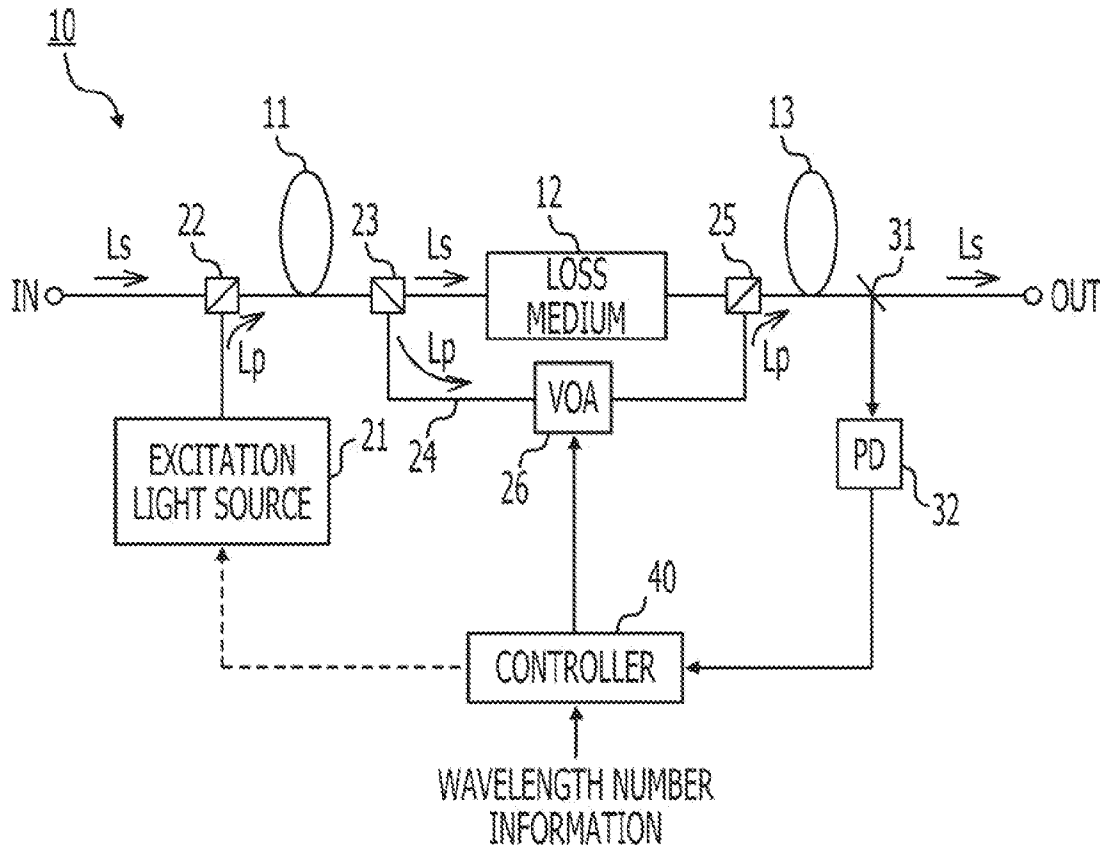 10
11
13
22
23
12
25
31
Ls
Ls
Ls
IN
LOSS
MEDIUM
OUT
Lp
Lp
Lp
VOA
24
26
EXCITATION
LIGHT SOURCE
21
PD
32
40
CONTROLLER
WAVELENGTH NUMBER
INFORMATION